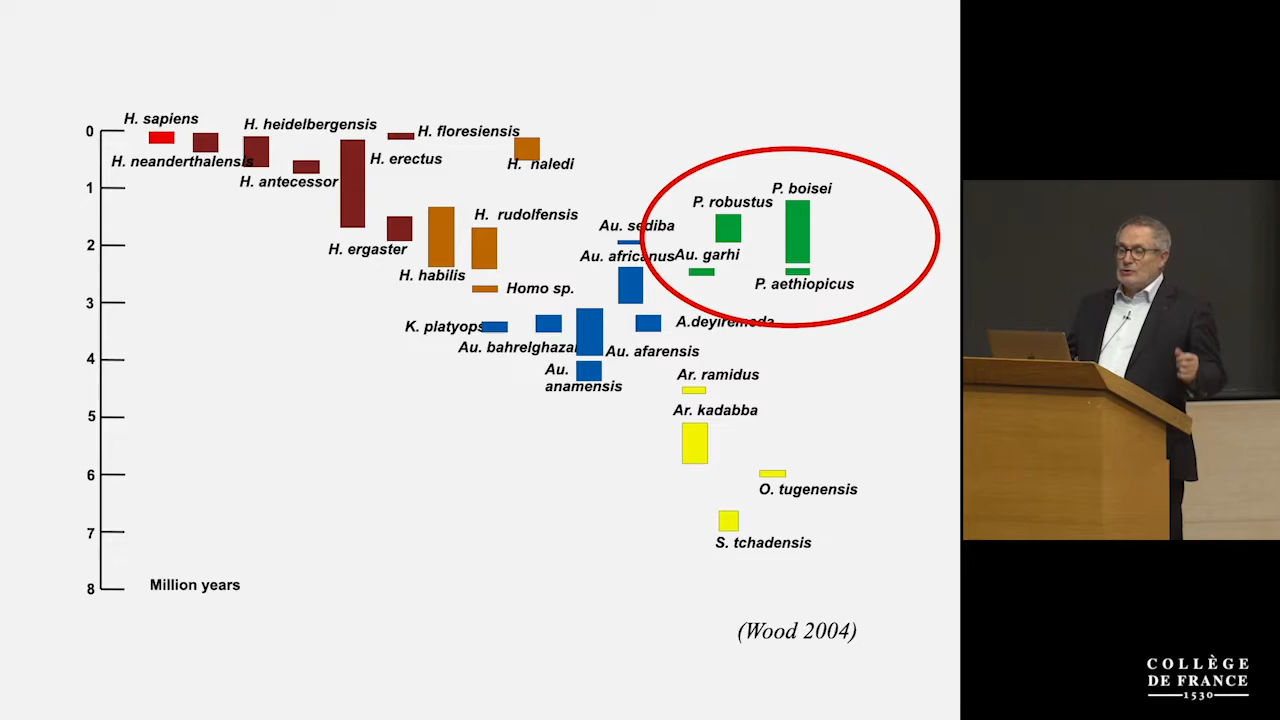 H. sapiens
H. heidelbergensis
0
H. floresiensis
H. neanderthalensis
H. erectus
H. naledi
H. antecessor
1
P. boisei
P. robustus
H. rudolfensis
Au. sediba
2
H. ergaster
Au. africanus
Au. garhi
H. habilis
P. aethiopicus
Homo sp.
3
K. platyops
A.deyiremeda
Au. bahrelghazal
Au. afarensis
4
Au.
anamensis
Ar. ramidus
Ar. kadabba
5
6
O. tugenensis
7
S. tchadensis
8
Million years
(Wood 2004)
COLLÈGE
DE FRANCE
1530